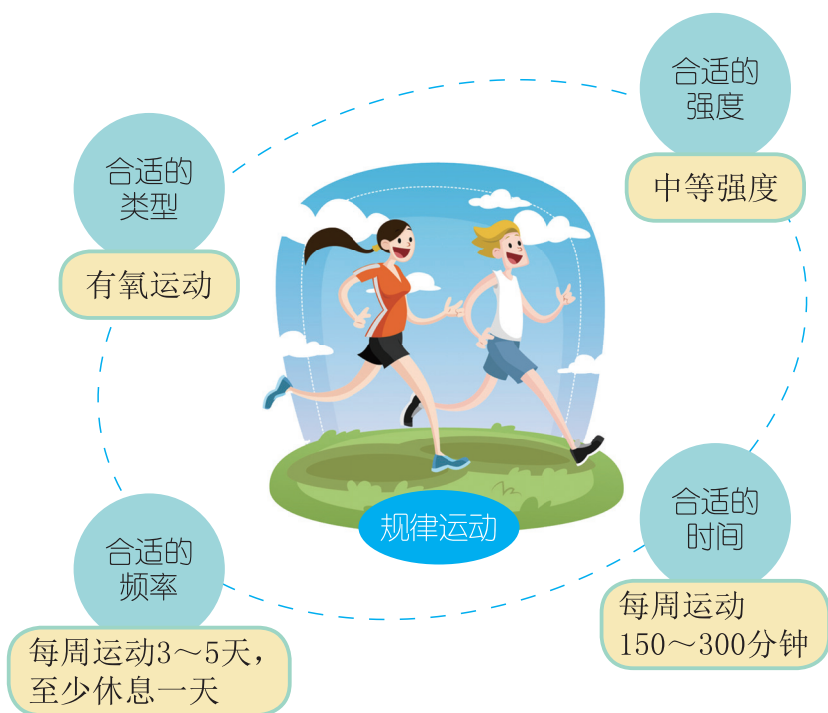 合适的
强度
中等强度
合适的
类型
有氧运动
规律运动
合适的
时间
每周运动
150～300分钟
合适的
频率
每周运动3～5天，
至少休息一天